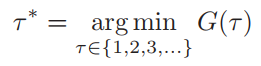 τ* = arg min G(τ)
τ∈{1,2,3,...}